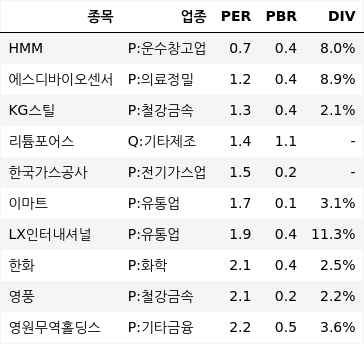 종목 업종 PER PBR DIV
HMM P:운수창고업 0.7 0.4 8.0%
에스디바이오센서 P:의료정밀 1.2 0.4 8.9%
KG스틸 P:철강금속 1.3 0.4 2.1%
리튬포어스 Q:기타제조 1.4 1.1 -
한국가스공사 P:전기가스업 1.5 0.2 -
이마트 P:유통업 1.7 0.1 3.1%
LX인터내셔널 P:유통업 1.9 0.4 11.3%
한화 P:화학 2.1 0.4 2.5%
영풍 P:철강금속 2.1 0.2 2.2%
영원무역홀딩스 P:기타금융 2.2 0.5 3.6%